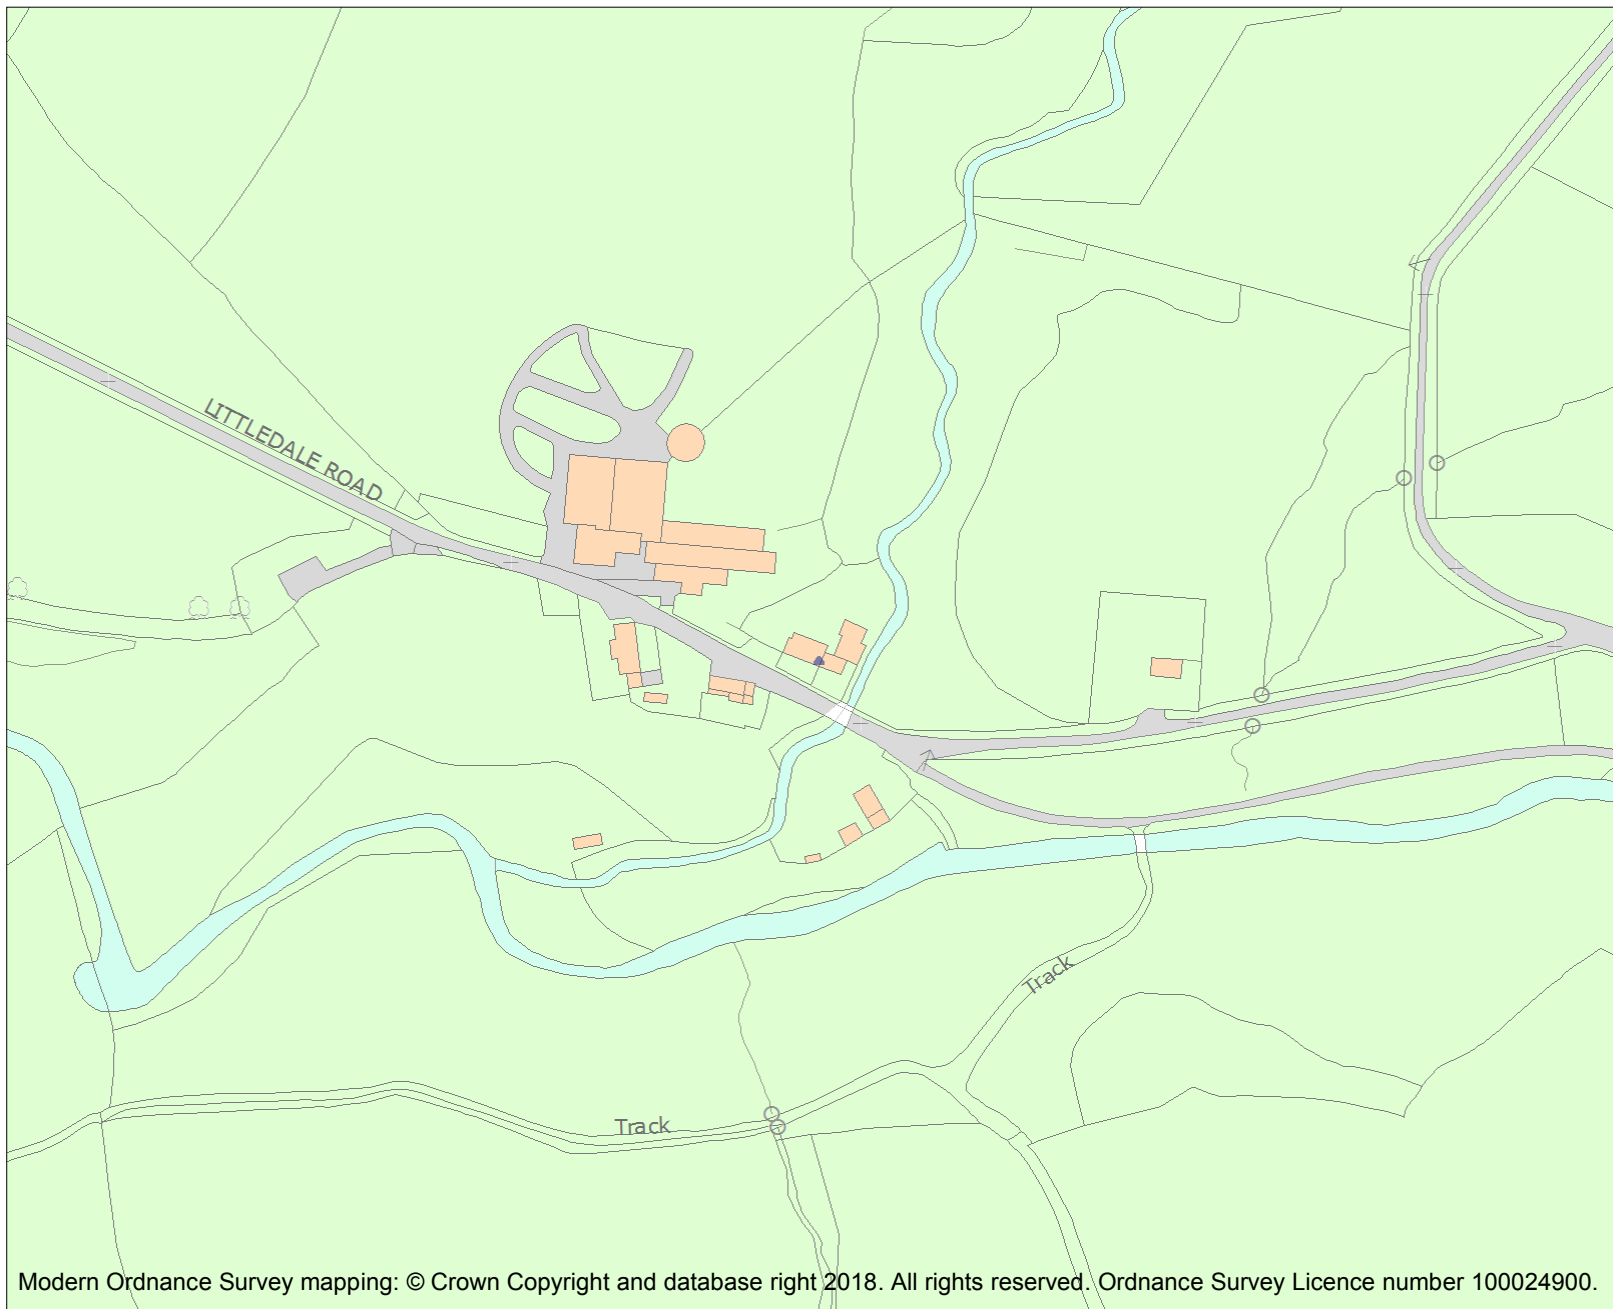 LITTLEDALE ROAD
Track
Track
Modern Ordnance Survey mapping: © Crown Copyright and database right 2018. All rights reserved. Ordnance Survey Licence number 100024900.